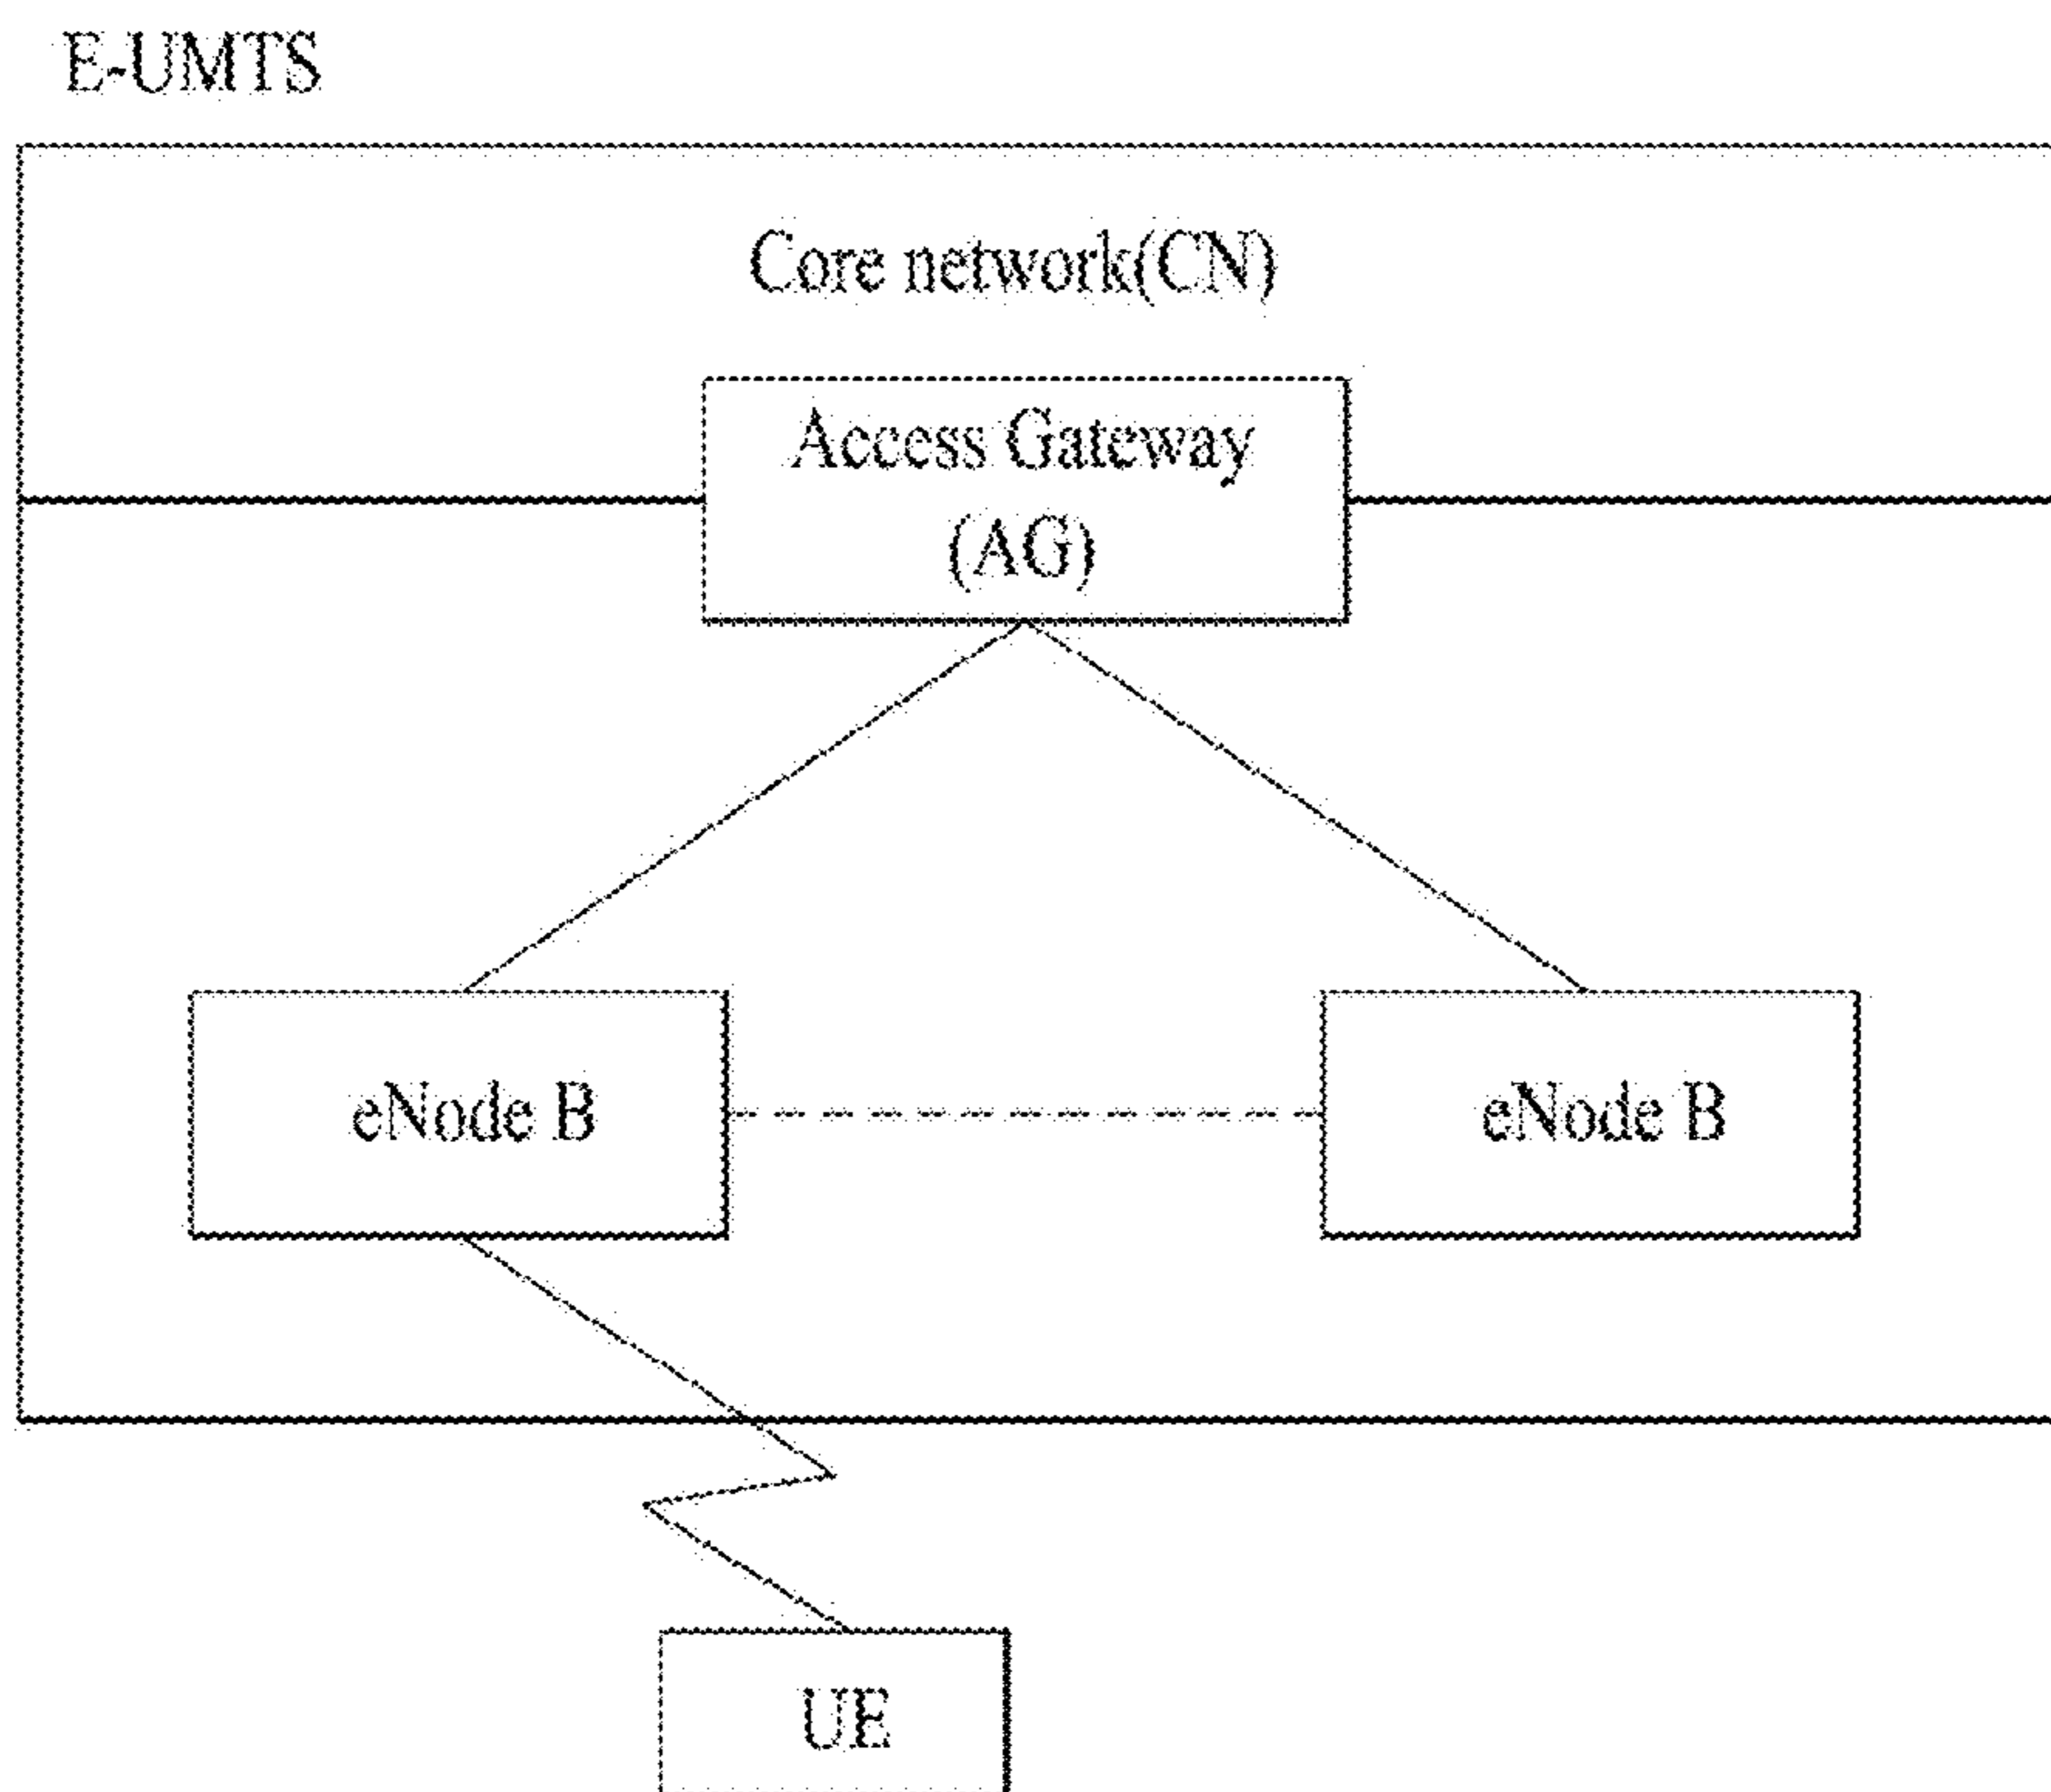 E-UMTS
Core network(CN)
Access Gateway
(AG)
eNode B
eNode B
UE